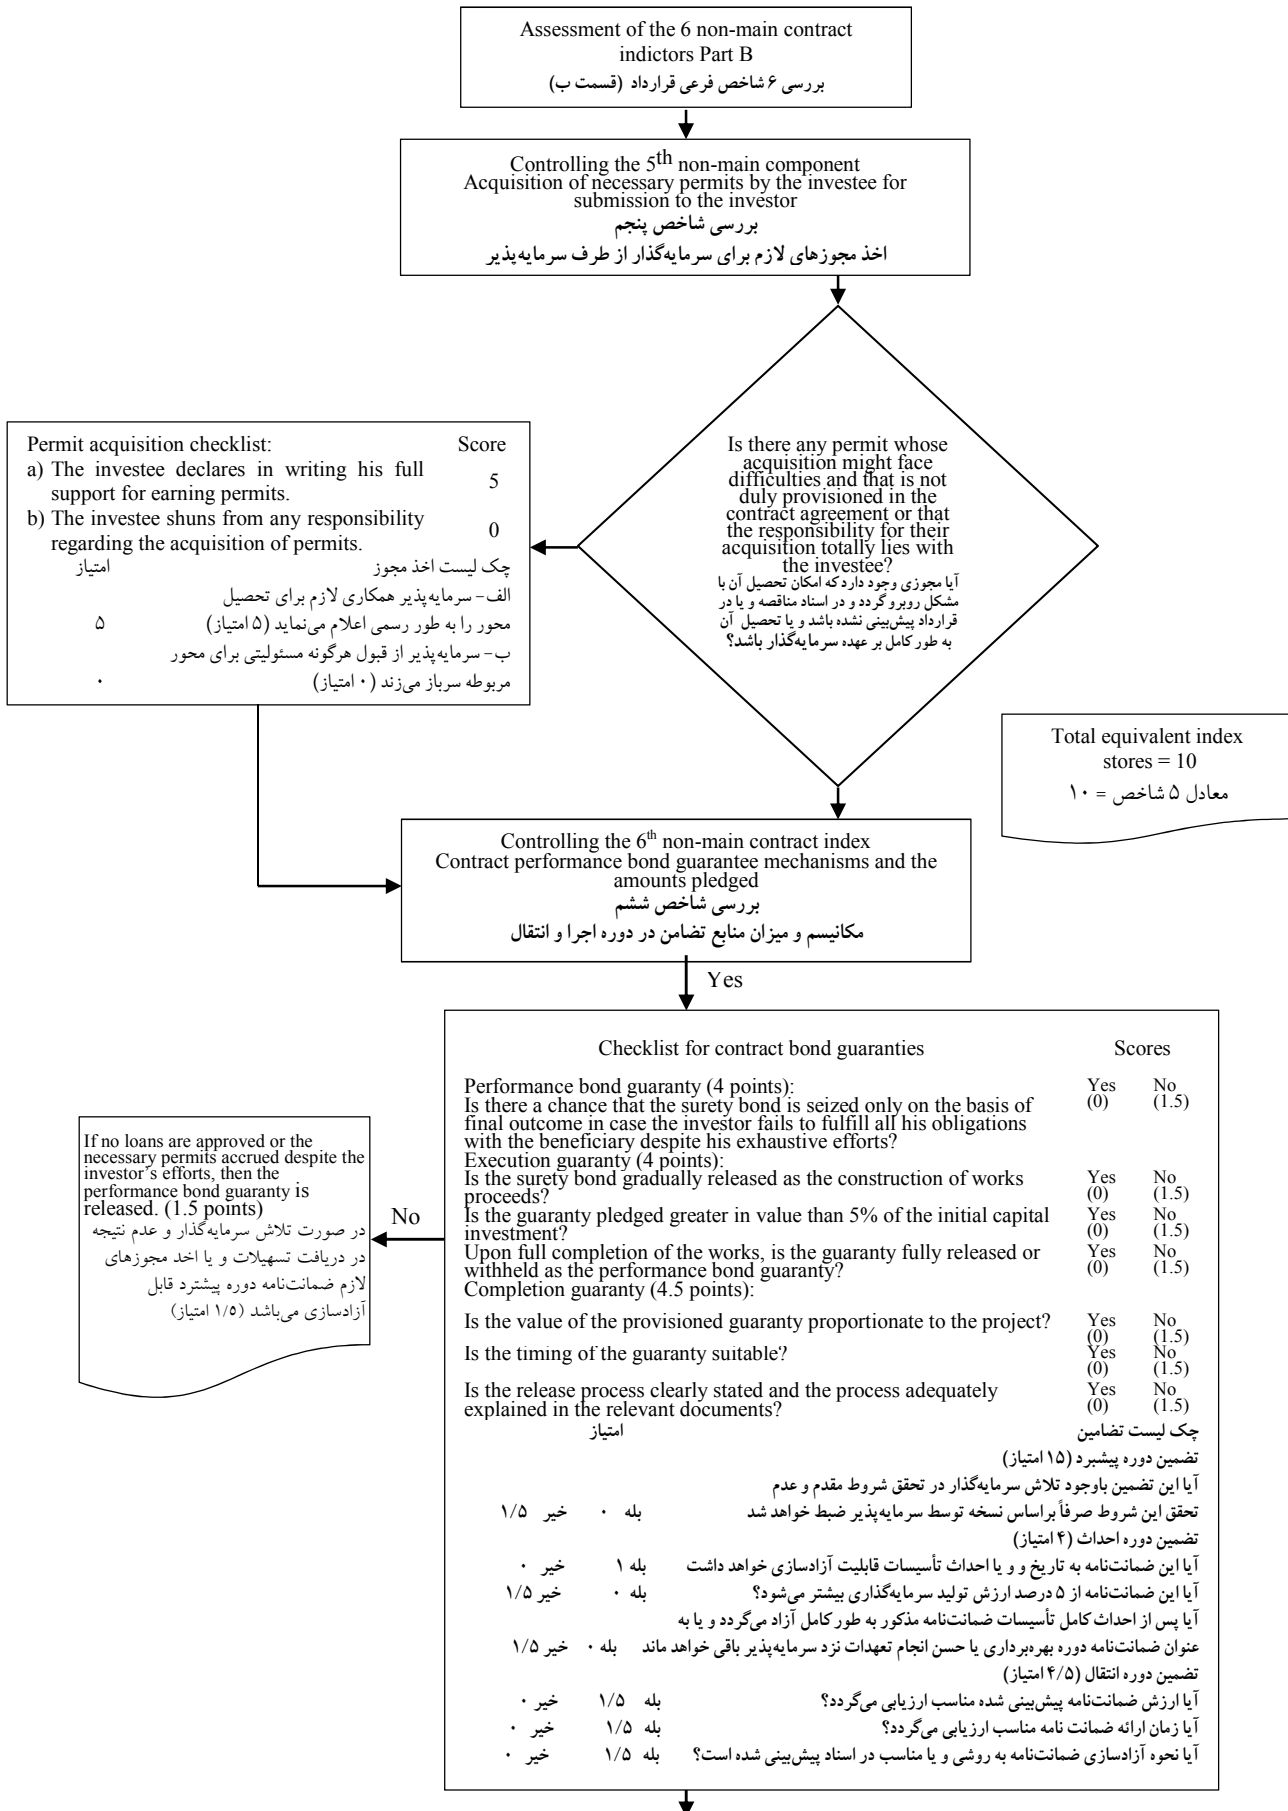 Assessment of the 6 non-main contract
indictors Part B
بررسی ۶ شاخص فرعی قرارداد (قسمت ب)
Controlling the 5th non-main component
Acquisition of necessary permits by the investee for
submission to the investor
بررسی شاخص پنجم
اخذ مجوزهای لازم برای سرمایه‌گذار از طرف سرمایه‌پذیر
Is there any permit whose
acquisition might face
difficulties and that is not
duly provisioned in the
contract agreement or that
the responsibility for their
acquisition totally lies with
the investee?
آیا مجوزی وجود دارد که امکان تحصیل آن با
مشکل روبرو گردد و در اسناد مناقصه و یا در
قرارداد پیش‌بینی نشده باشد و یا تحصیل آن
به طور کامل بر عهده سرمایه‌گذار باشد؟
Permit acquisition checklist: Score
a) The investee declares in writing his full
support for earning permits. 5
b) The investee shuns from any responsibility
regarding the acquisition of permits. 0
چک لیست اخذ مجوز امتیاز
الف- سرمایه‌پذیر همکاری لازم برای تحصیل
محور را به طور رسمی اعلام می‌نماید (۵ امتیاز) ۵
ب- سرمایه‌پذیر از قبول هرگونه مسئولیتی برای محور
مربوطه سرباز می‌زند (۰ امتیاز) ۰
Total equivalent index
stores = 10
معادل ۵ شاخص = ۱۰
Controlling the 6th non-main contract index
Contract performance bond guarantee mechanisms and the
amounts pledged
بررسی شاخص ششم
مکانیسم و میزان منابع تضامن در دوره اجرا و انتقال
Yes
Checklist for contract bond guaranties Scores
Performance bond guaranty (4 points): Yes No
Is there a chance that the surety bond is seized only on the basis of (0) (1.5)
final outcome in case the investor fails to fulfill all his obligations
with the beneficiary despite his exhaustive efforts?
Execution guaranty (4 points):
Is the surety bond gradually released as the construction of works Yes No
proceeds? (0) (1.5)
Is the guaranty pledged greater in value than 5% of the initial capital Yes No
investment? (0) (1.5)
Upon full completion of the works, is the guaranty fully released or Yes No
withheld as the performance bond guaranty? (0) (1.5)
Completion guaranty (4.5 points):
Is the value of the provisioned guaranty proportionate to the project? Yes No
(0) (1.5)
Is the timing of the guaranty suitable? Yes No
(0) (1.5)
Is the release process clearly stated and the process adequately Yes No
explained in the relevant documents? (0) (1.5)
چک لیست تضامین امتیاز
تضمین دوره پیشبرد (۱۵ امتیاز)
آیا این تضمین باوجود تلاش سرمایه‌گذار در تحقق شروط مقدم و عدم
تحقق این شروط صرفاً براساس نسخه توسط سرمایه‌پذیر ضبط خواهد شد بله ۰ خیر ۱/۵
تضمین دوره احداث (۴ امتیاز)
آیا این ضمانت‌نامه به تاریخ و و یا احداث تأسیسات قابلیت آزادسازی خواهد داشت بله ۱ خیر ۰
آیا این ضمانت‌نامه از ۵ درصد ارزش تولید سرمایه‌گذاری بیشتر می‌شود؟ بله ۰ خیر ۱/۵
آیا پس از احداث کامل تأسیسات ضمانت‌نامه مذکور به طور کامل آزاد می‌گردد و یا به
عنوان ضمانت‌نامه دوره بهره‌برداری یا حسن انجام تعهدات نزد سرمایه‌پذیر باقی خواهد ماند بله ۰ خیر ۱/۵
تضمین دوره انتقال (۴/۵ امتیاز)
آیا ارزش ضمانت‌نامه پیش‌بینی شده مناسب ارزیابی می‌گردد؟ بله ۱/۵ خیر ۰
آیا زمان ارائه ضمانت نامه مناسب ارزیابی می‌گردد؟ بله ۱/۵ خیر ۰
آیا نحوه آزادسازی ضمانت‌نامه به روشی و یا مناسب در اسناد پیش‌بینی شده است؟ بله ۱/۵ خیر ۰
No
If no loans are approved or the
necessary permits accrued despite the
investor's efforts, then the
performance bond guaranty is
released. (1.5 points)
در صورت تلاش سرمایه‌گذار و عدم نتیجه
در دریافت تسهیلات و یا اخد مجوزهای
لازم ضمانت‌نامه دوره پیشترد قابل
آزادسازی می‌باشد (۱/۵ امتیاز)